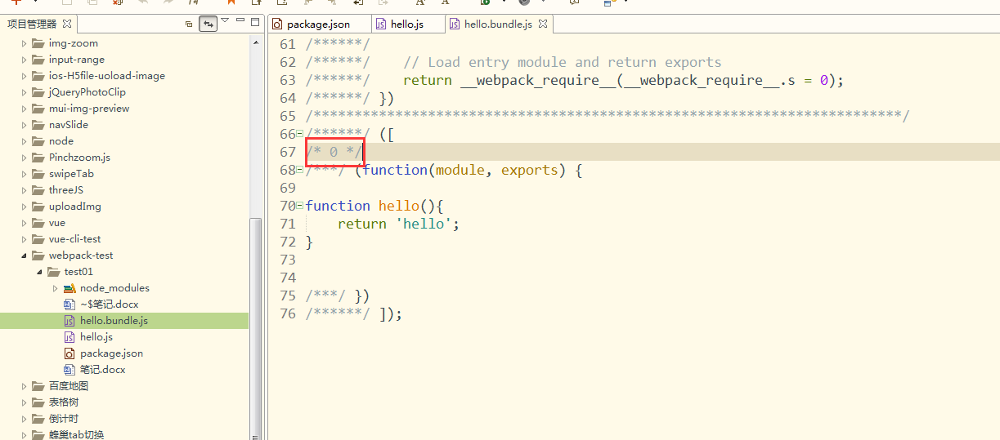 项目管理器
package.json
hello.js
hello.bundle.js
img-zoom
input-range
ios-H5file-uoload-image
jQueryPhotoClip
mui-img-preview
navSlide
node
Pinchzoom.js
swipeTab
threeJS
uploadImg
vue
vue-cli-test
webpack-test
test01
node_modules
~$笔记.docx
hello.bundle.js
hello.js
package.json
笔记.docx
百度地图
表格树
倒计时
蜂巢tab切换
61 /******/
62 /******/ 	// Load entry module and return exports
63 /******/ 	return __webpack_require__(__webpack_require__.s = 0);
64 /******/ })
65 /************************************************************************/
66 /******/ ([
67 /* 0 */
68 /***/ (function(module, exports) {
69
70 function hello(){
71     return 'hello';
72 }
73
74
75 /***/ })
76 /******/ ]);